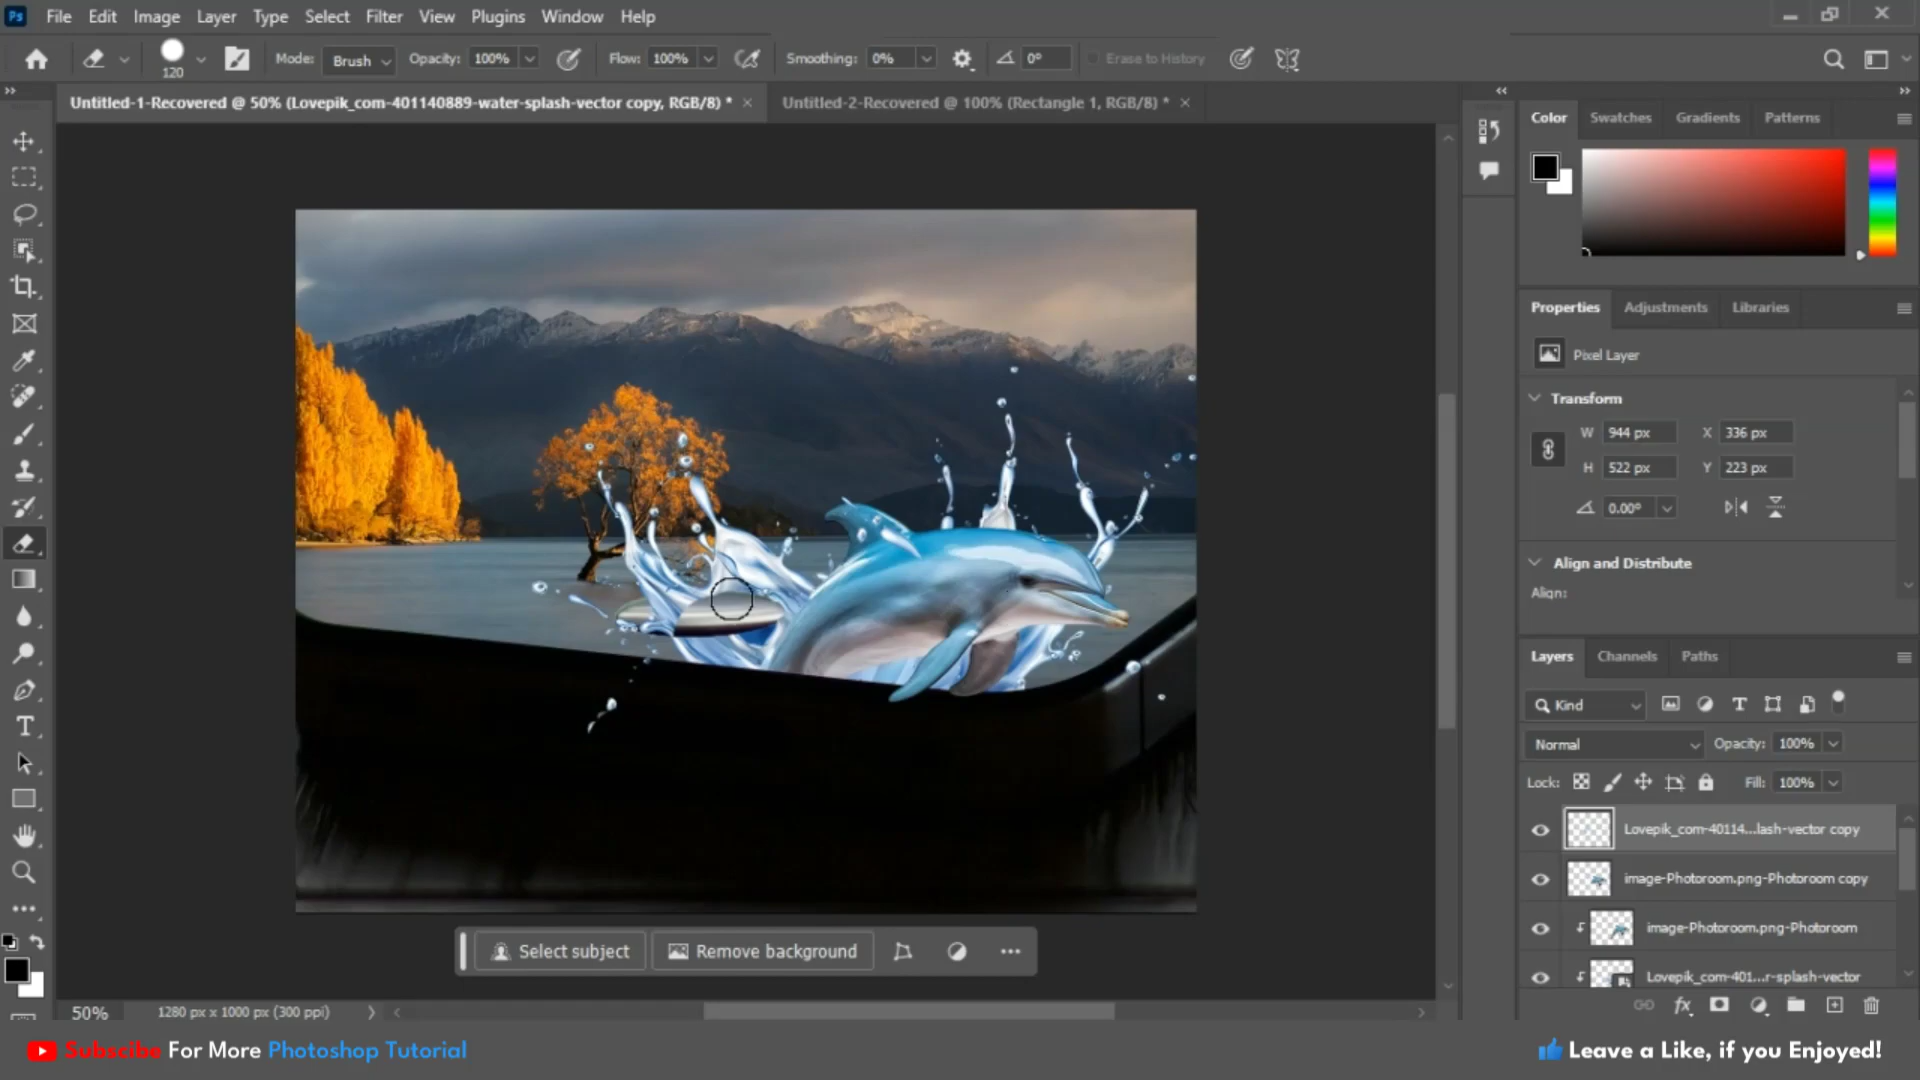 Ps File Edit Image Layer Type Select Filter View Plugins Window Help
120 Mode: Brush Opacity: 100% Flow: 100% Smoothing: 0% 0° Erase to History
Untitled-1-Recovered @ 50% (Lovepik_com-401140889-water-splash-vector copy, RGB/8) * × Untitled-2-Recovered @ 100% (Rectangle 1, RGB/8) * ×
Color Swatches Gradients Patterns
Properties Adjustments Libraries
Pixel Layer
Transform
W 944 px X 336 px
H 522 px Y 223 px
0.00°
Align and Distribute
Align:
Layers Channels Paths
Kind
Normal Opacity: 100%
Lock: Fill: 100%
Lovepik_com-40114...lash-vector copy
image-Photoroom.png-Photoroom copy
image-Photoroom.png-Photoroom
Lovepik_com-401...r-splash-vector
Select subject Remove background
50% 1280 px x 1000 px (300 ppi)
Subscibe For More Photoshop Tutorial
Leave a Like, if you Enjoyed!